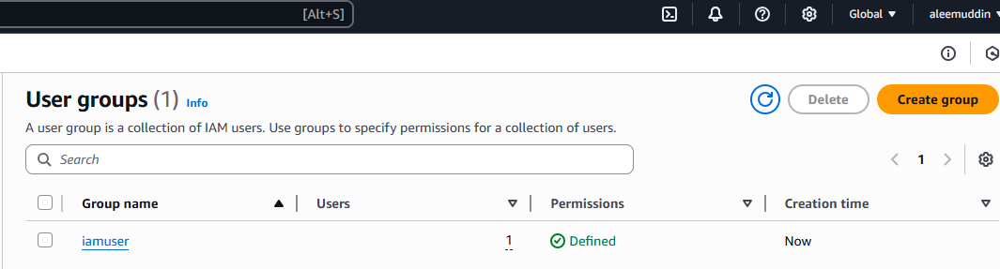 [Alt+S] Global aleemuddin
User groups (1) Info
Delete Create group
A user group is a collection of IAM users. Use groups to specify permissions for a collection of users.
Search
1
Group name Users Permissions Creation time
iamuser 1 Defined Now